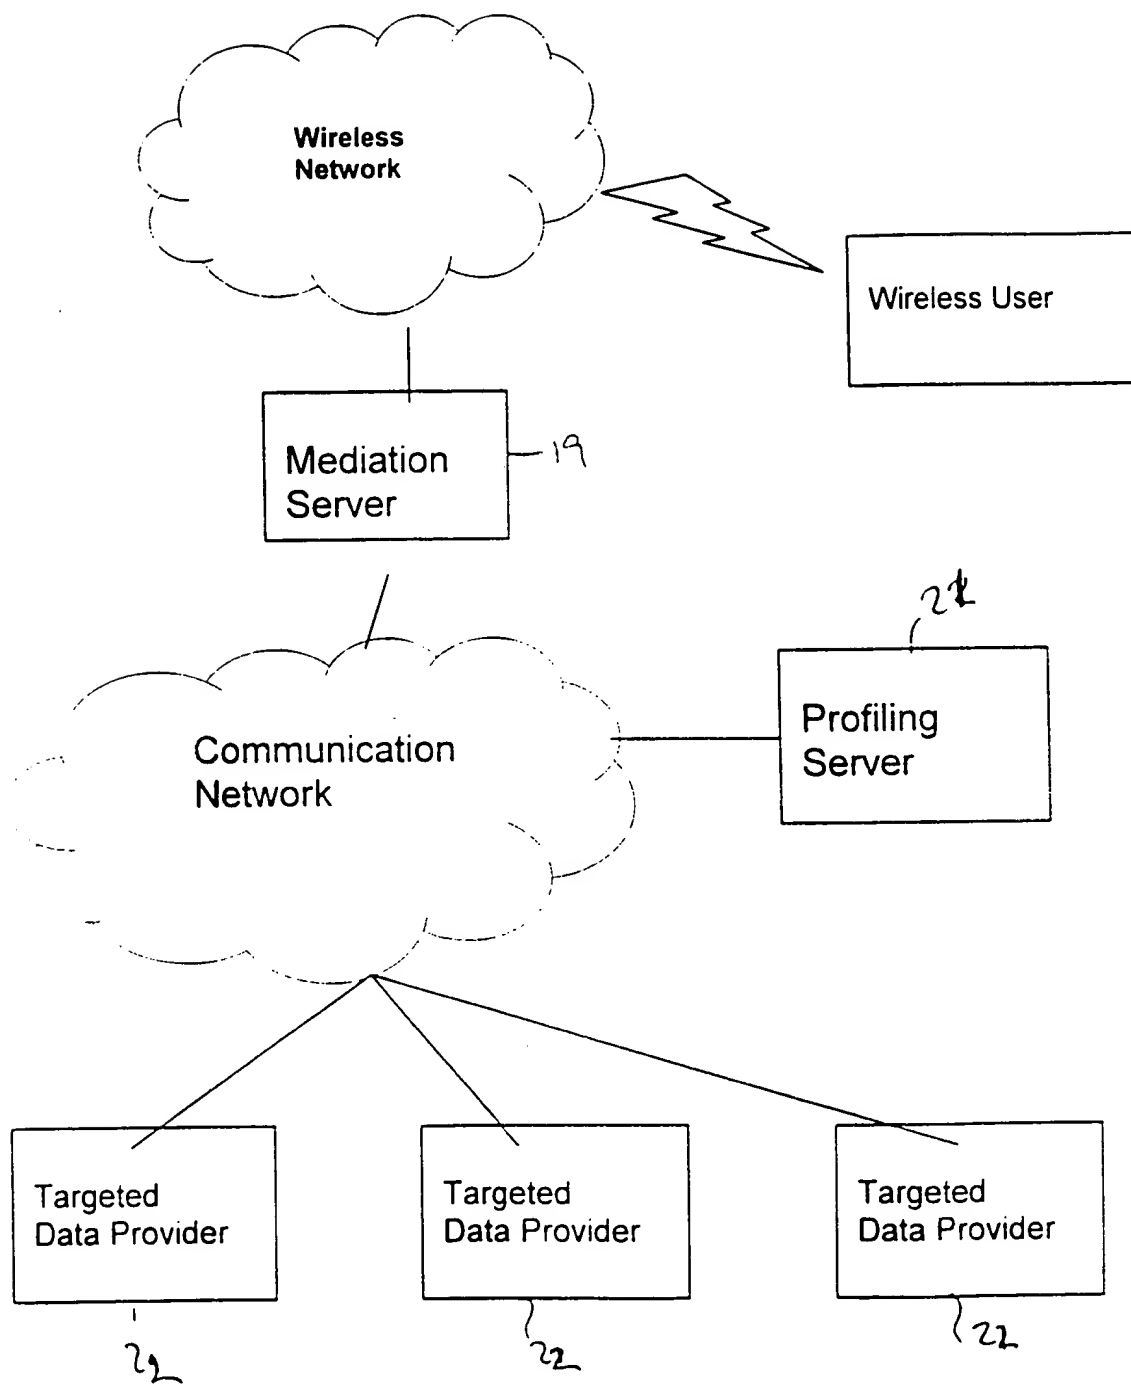 Wireless
Network
Wireless User
Mediation
Server
19
Communication
Network
Profiling
Server
Targeted
Data Provider
Targeted
Data Provider
Targeted
Data Provider
22
22
22